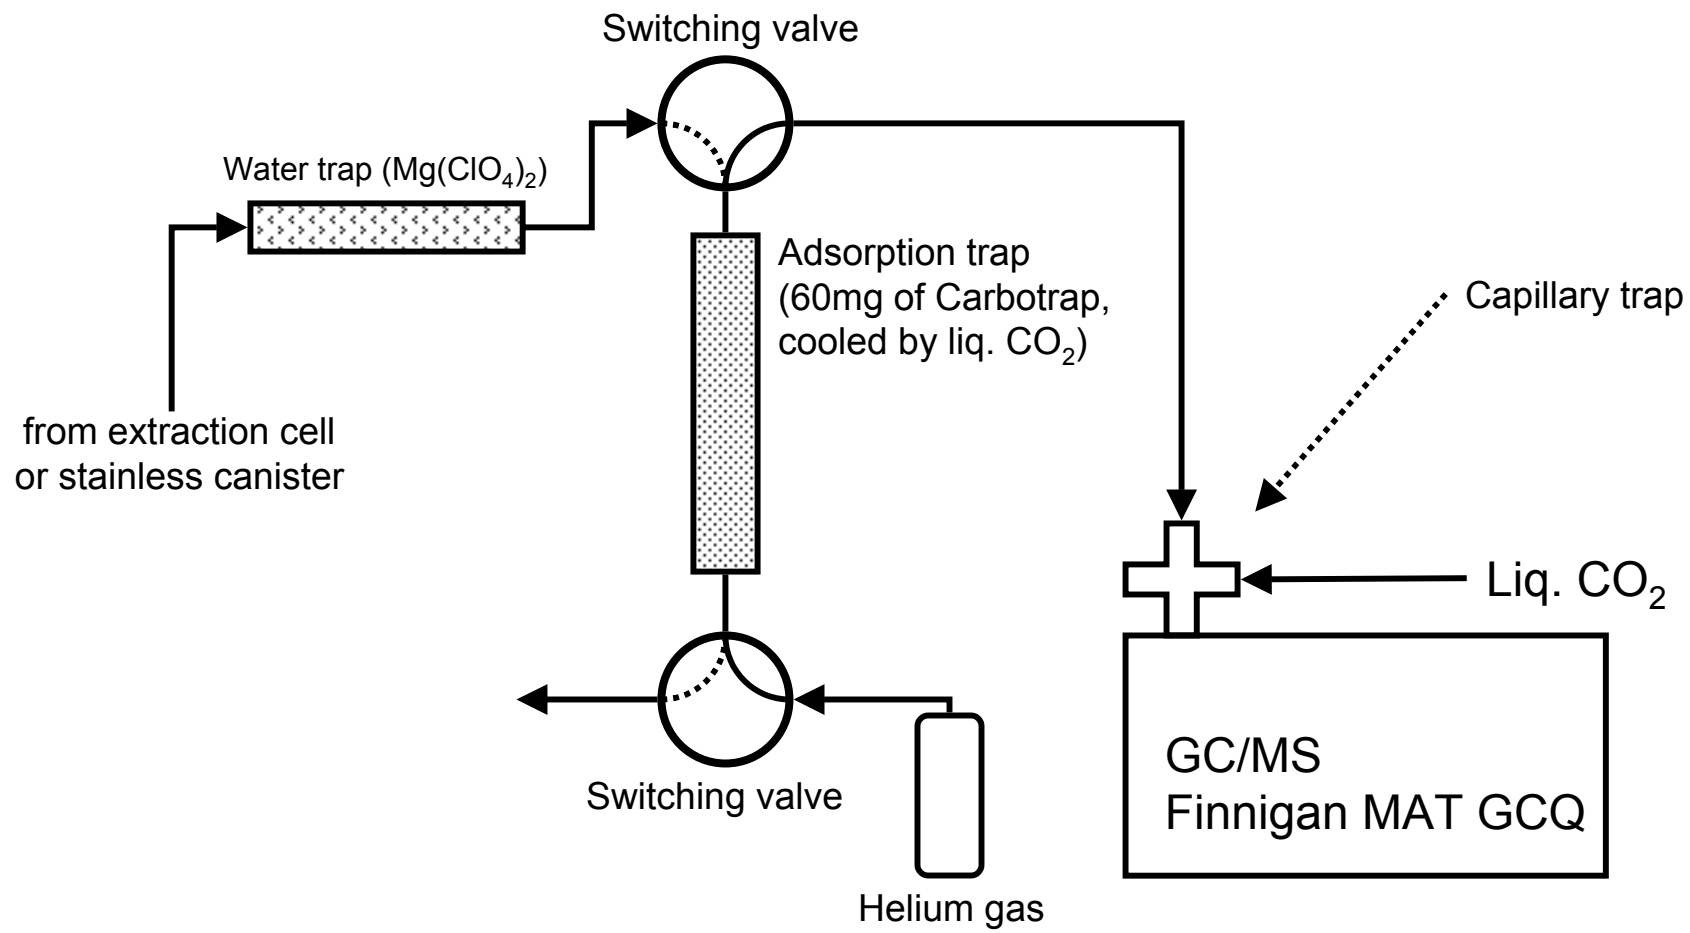 Switching valve
Water trap (Mg(ClO₄)₂)
Adsorption trap
(60mg of Carbotrap,
cooled by liq. CO₂)
Capillary trap
from extraction cell
or stainless canister
Liq. CO₂
GC/MS
Finnigan MAT GCQ
Switching valve
Helium gas